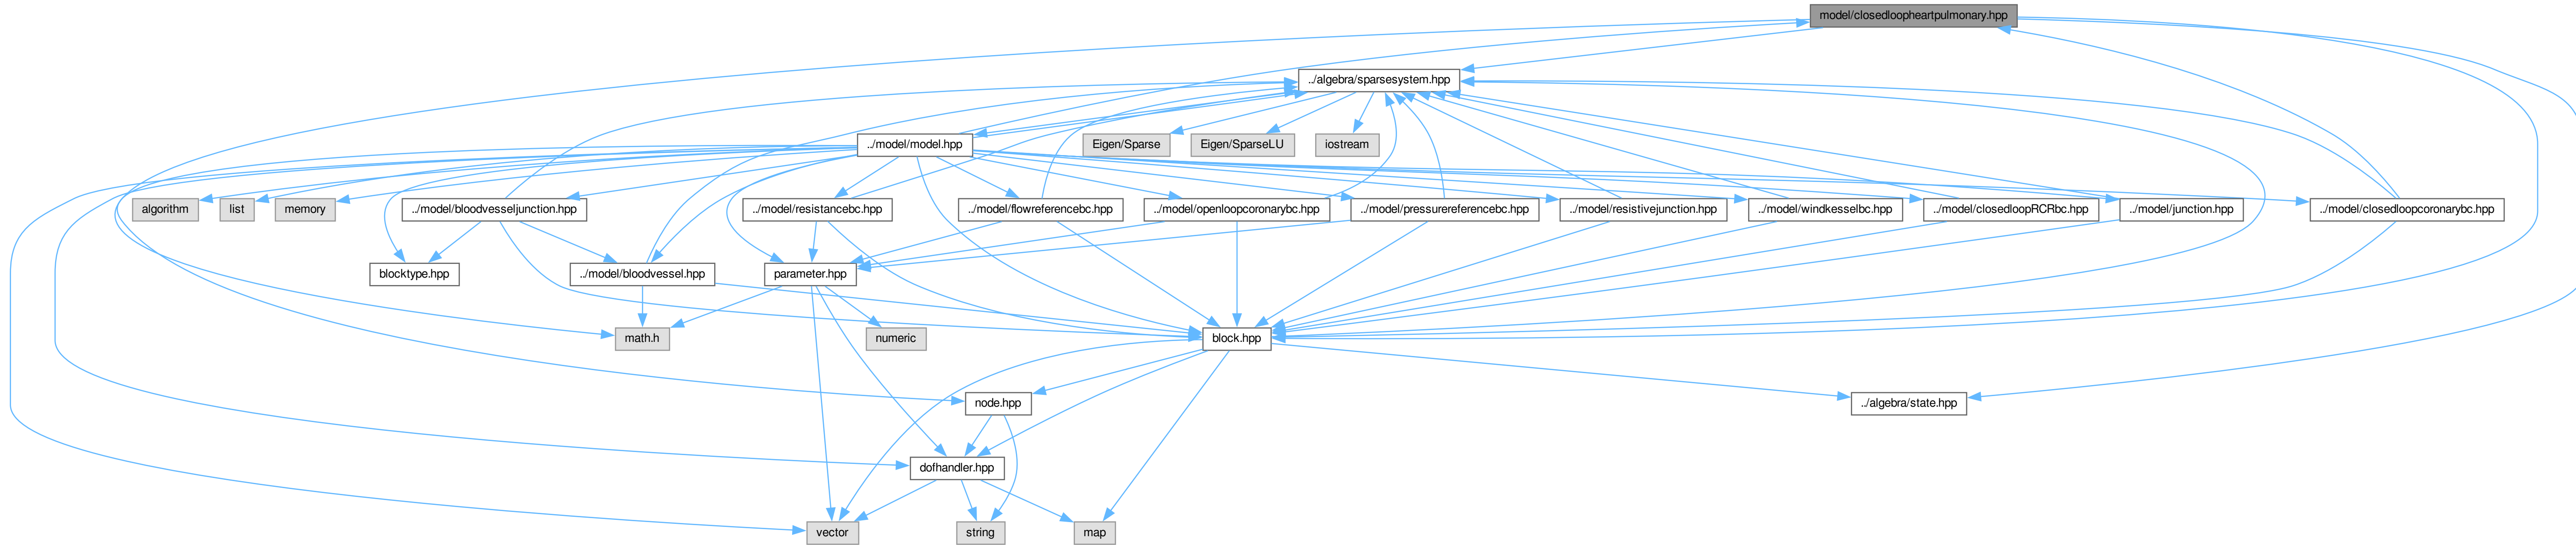 model/closedloopheartpulmonary.hpp
../algebra/sparsesystem.hpp
../model/model.hpp
Eigen/Sparse
Eigen/SparseLU
iostream
algorithm
list
memory
../model/bloodvesseljunction.hpp
../model/resistancebc.hpp
../model/flowreferencebc.hpp
../model/openloopcoronarybc.hpp
../model/pressurereferencebc.hpp
../model/resistivejunction.hpp
../model/windkesselbc.hpp
../model/closedloopRCRbc.hpp
../model/junction.hpp
../model/closedloopcoronarybc.hpp
blocktype.hpp
../model/bloodvessel.hpp
parameter.hpp
math.h
numeric
block.hpp
node.hpp
../algebra/state.hpp
dofhandler.hpp
vector
string
map